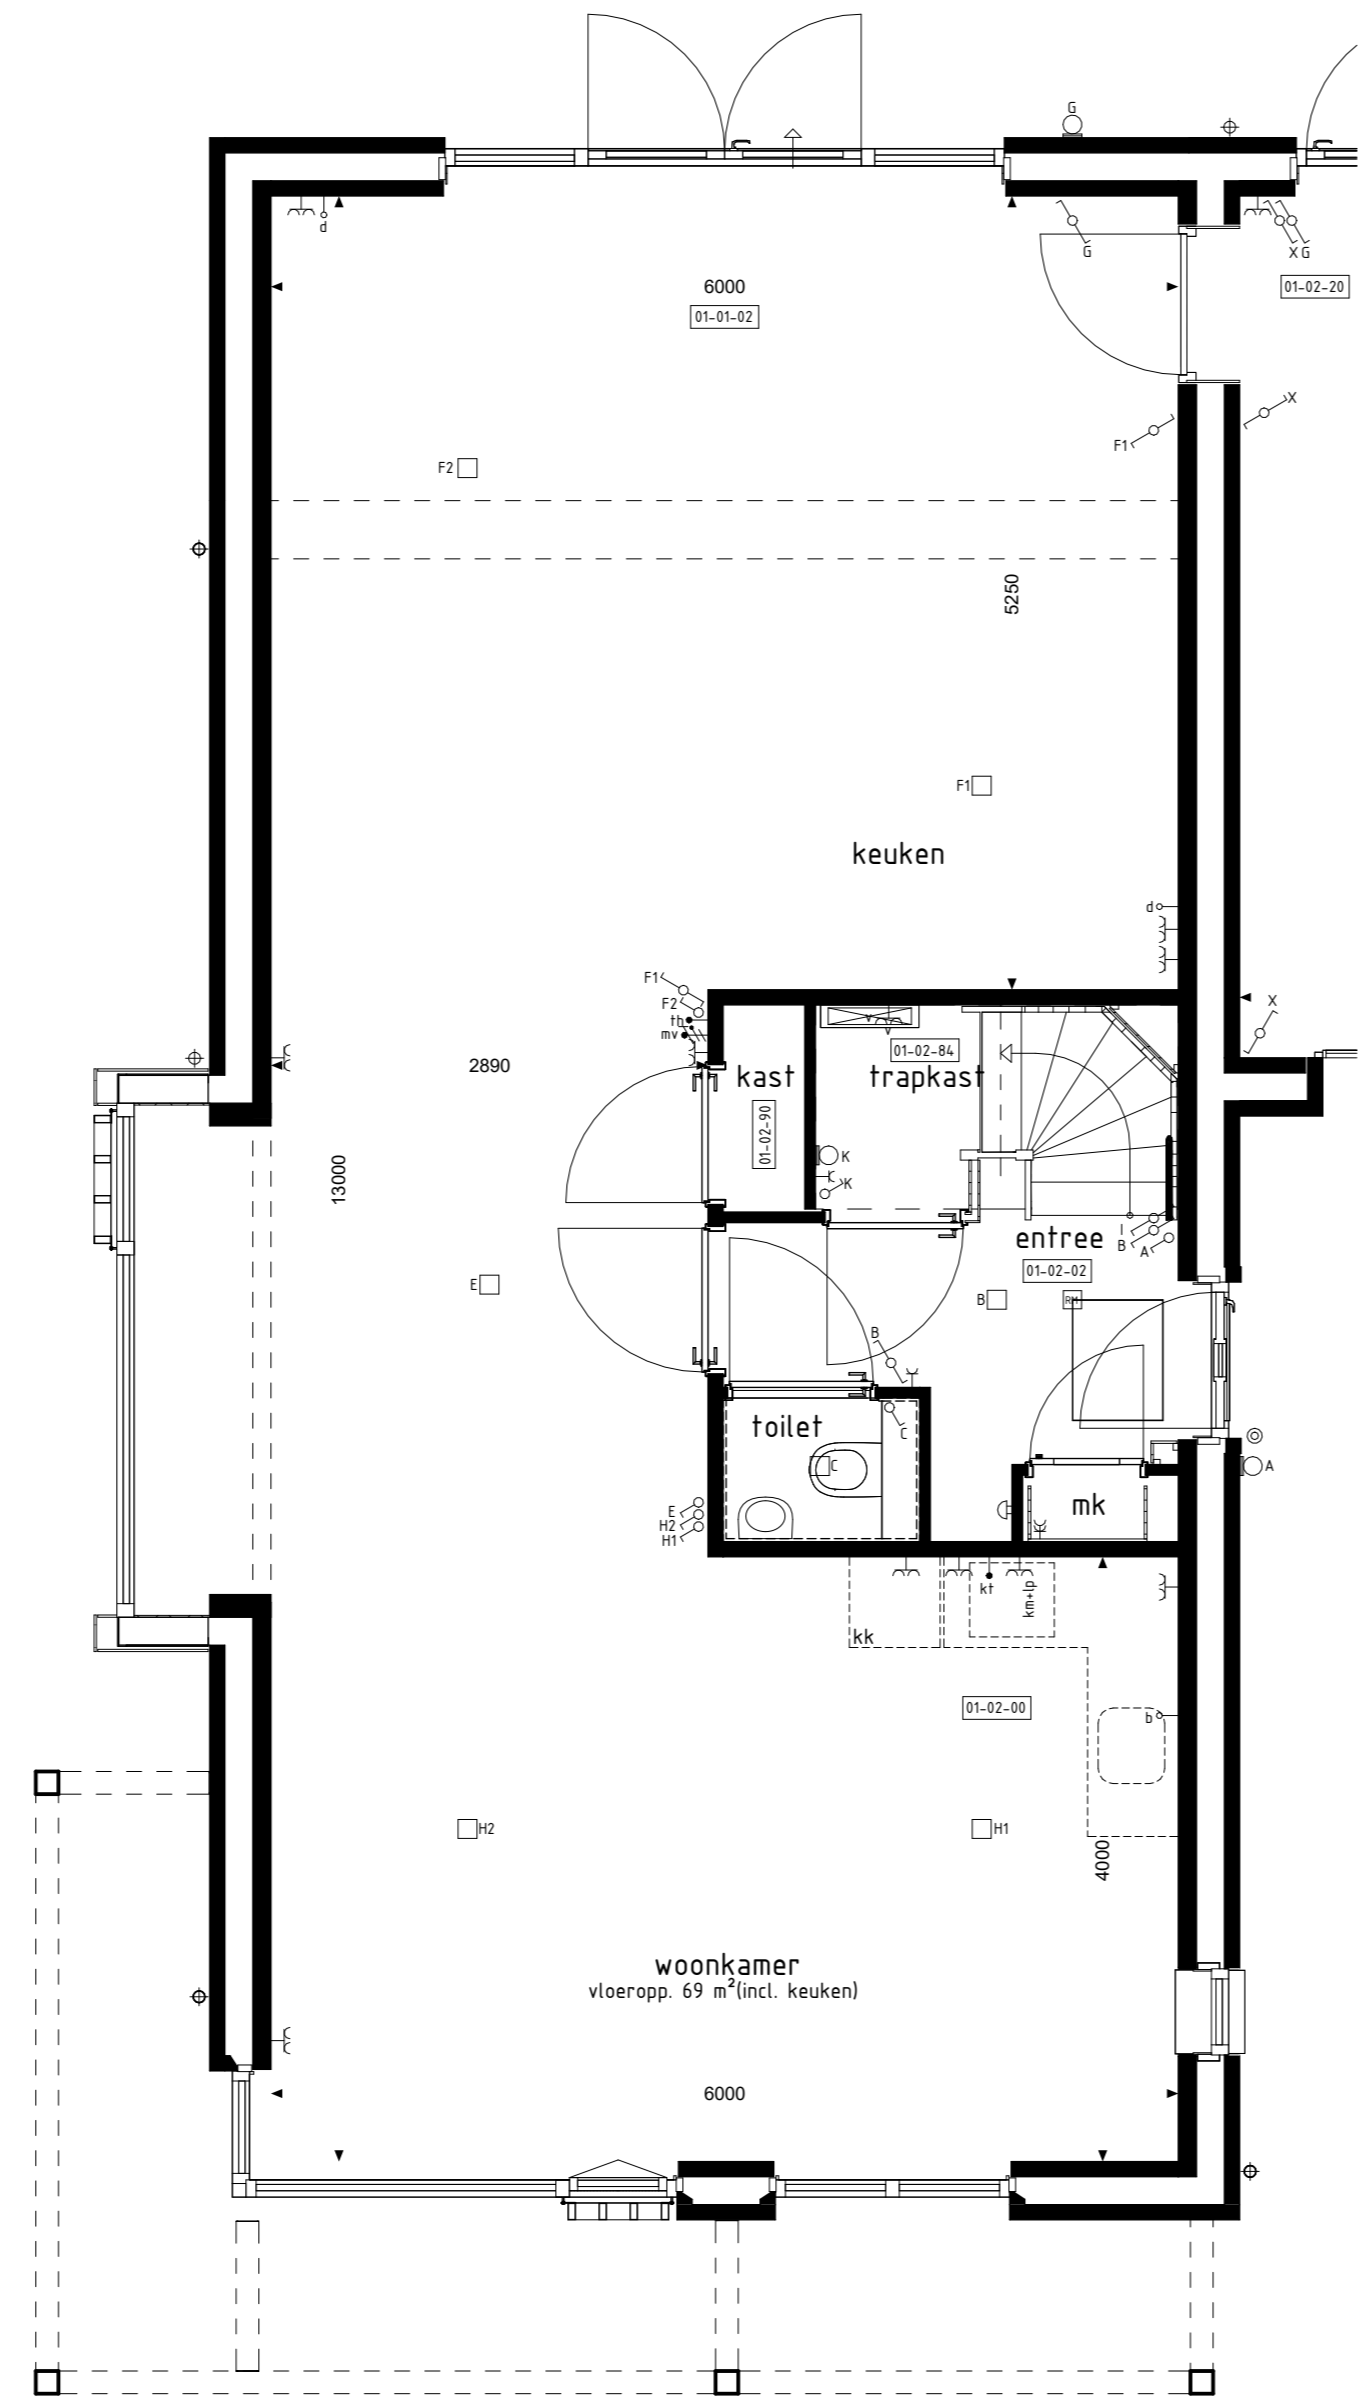 G
d
G
X G
6000
01-01-02
01-02-20
X
F1
F2
5250
F1
keuken
d
F1
F2
th
mv
X
2890
kast
01-02-90
01-02-84
trapkast
13000
K
K
entree
I
B
A
01-02-02
E
B
RM
B
toilet
C
C
A
mk
E
H2
H1
kt
km+lp
kk
01-02-00
b
H2
H1
4000
woonkamer
vloeropp. 69 m²(incl. keuken)
6000